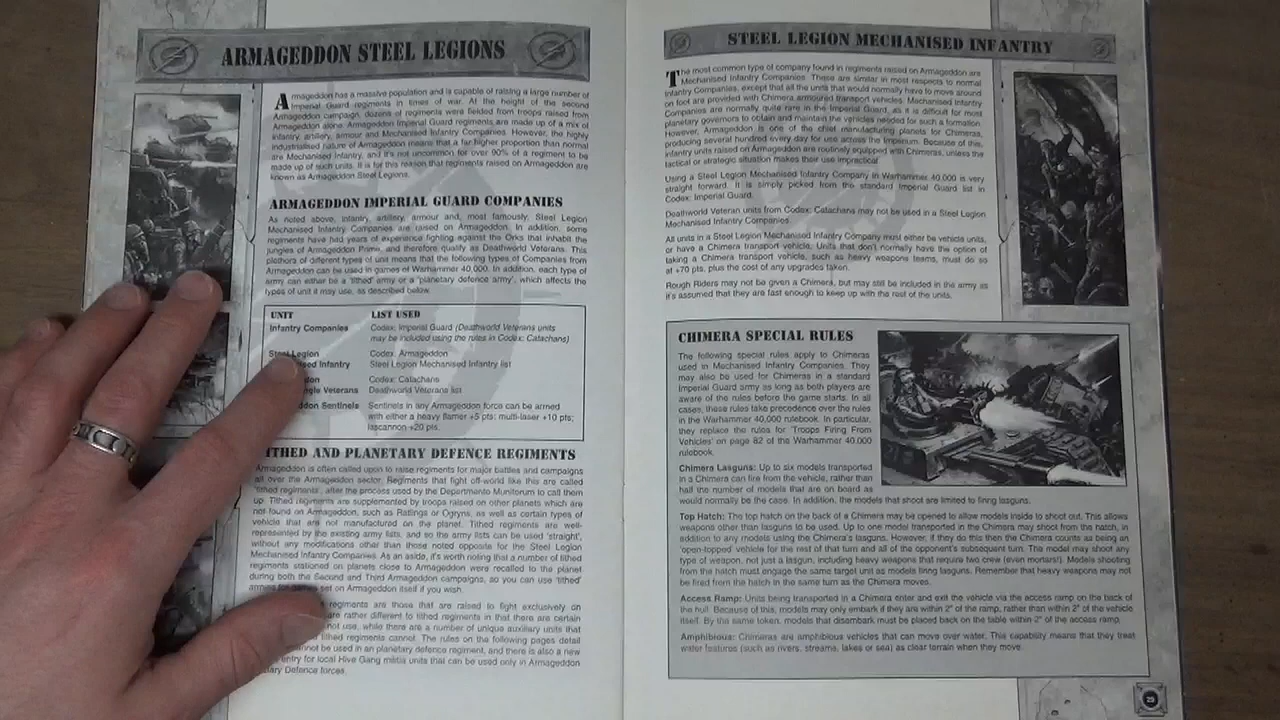 ARMAGEDDON STEEL LEGIONS
Armageddon has a massive population and is capable of raising a large number of
Imperial Guard regiments in times of war. At the height of the second
Armageddon campaign, dozens of regiments were fielded from troops raised from
Armageddon alone. Armageddon Imperial Guard regiments are made up of a mix of
infantry, artillery, armour and Mechanised Infantry Companies. However, the highly
industrialised nature of Armageddon means that a far higher proportion than normal
are Mechanised Infantry, and it's not uncommon for over 90% of a regiment to be
made up of such units. It is for this reason that regiments raised on Armageddon are
known as Armageddon Steel Legions.
ARMAGEDDON IMPERIAL GUARD COMPANIES
As noted above, infantry, artillery, armour and, most famously, Steel Legion
Mechanised Infantry Companies are raised on Armageddon. In addition, some
regiments have had years of experience fighting against the Orks that inhabit the
jungles of Armageddon Prime, and therefore qualify as Deathworld Veterans. This
plethora of different types of unit means that the following types of Companies from
Armageddon can be used in games of Warhammer 40,000. In addition, each type of
army can either be a 'tithed' army or a 'planetary defence army', which affects the
types of unit it may use, as described below.
UNIT LIST USED
Infantry Companies Codex: Imperial Guard (Deathworld Veterans units
may be included using the rules in Codex: Catachans)
Steel Legion Codex: Armageddon
ised Infantry Steel Legion Mechanised Infantry list
don Codex: Catachans
ngle Veterans Deathworld Veterans list
ddon Sentinels Sentinels in any Armageddon force can be armed
with either a heavy flamer +5 pts; multi-laser +10 pts;
lascannon +20 pts.
ITHED AND PLANETARY DEFENCE REGIMENTS
Armageddon is often called upon to raise regiments for major battles and campaigns
all over the Armageddon sector. Regiments that fight off-world like this are called
'tithed regiments', after the process used by the Departmento Munitorum to call them
up. Tithed regiments are supplemented by troops raised on other planets which are
not found on Armageddon, such as Ratlings or Ogryns, as well as certain types of
vehicle that are not manufactured on the planet. Tithed regiments are well-
represented by the existing army lists, and so the army lists can be used 'straight',
without any modifications other than those noted opposite for the Steel Legion
Mechanised Infantry Companies. As an aside, it's worth noting that a number of tithed
regiments stationed on planets close to Armageddon were recalled to the planet
during both the Second and Third Armageddon campaigns, so you can use 'tithed'
armies for games set on Armageddon itself if you wish.
regiments are those that are raised to fight exclusively on
are rather different to tithed regiments in that there are certain
not use, while there are a number of unique auxiliary units that
tithed regiments cannot. The rules on the following pages detail
nnot be used in an planetary defence regiment, and there is also a new
entry for local Hive Gang militia units that can be used only in Armageddon
tary Defence forces.
STEEL LEGION MECHANISED INFANTRY
The most common type of company found in regiments raised on Armageddon are
Mechanised Infantry Companies. These are similar in most respects to normal
Infantry Companies, except that all the units that would normally have to move around
on foot are provided with Chimera armoured transport vehicles. Mechanised Infantry
Companies are normally quite rare in the Imperial Guard, as it is difficult for most
planetary governors to obtain and maintain the vehicles needed for such a formation.
However, Armageddon is one of the chief manufacturing planets for Chimeras,
producing several hundred every day for use across the Imperium. Because of this,
infantry units raised on Armageddon are routinely equipped with Chimeras, unless the
tactical or strategic situation makes their use impractical.
Using a Steel Legion Mechanised Infantry Company in Warhammer 40,000 is very
straight forward. It is simply picked from the standard Imperial Guard list in
Codex: Imperial Guard.
Deathworld Veteran units from Codex: Catachans may not be used in a Steel Legion
Mechanised Infantry Companies.
All units in a Steel Legion Mechanised Infantry Company must either be vehicle units,
or have a Chimera transport vehicle. Units that don't normally have the option of
taking a Chimera transport vehicle, such as heavy weapons teams, must do so
at +70 pts, plus the cost of any upgrades taken.
Rough Riders may not be given a Chimera, but may still be included in the army as
it's assumed that they are fast enough to keep up with the rest of the units.
CHIMERA SPECIAL RULES
The following special rules apply to Chimeras
used in Mechanised Infantry Companies. They
may also be used for Chimeras in a standard
Imperial Guard army as long as both players are
aware of the rules before the game starts. In all
cases, these rules take precedence over the rules
in the Warhammer 40,000 rulebook. In particular,
they replace the rules for 'Troops Firing From
Vehicles' on page 82 of the Warhammer 40,000
rulebook.
Chimera Lasguns: Up to six models transported
in a Chimera can fire from the vehicle, rather than
half the number of models that are on board as
would normally be the case. In addition, the models that shoot are limited to firing lasguns.
Top Hatch: The top hatch on the back of a Chimera may be opened to allow models inside to shoot out. This allows
weapons other than lasguns to be used. Up to one model transported in the Chimera may shoot from the hatch, in
addition to any models using the Chimera's lasguns. However, if they do this then the Chimera counts as being an
'open-topped' vehicle for the rest of that turn and all of the opponent's subsequent turn. The model may shoot any
type of weapon, not just a lasgun, including heavy weapons that require two crew (even mortars!). Models shooting
from the hatch must engage the same target unit as models firing lasguns. Remember that heavy weapons may not
be fired from the hatch in the same turn as the Chimera moves.
Access Ramp: Units being transported in a Chimera enter and exit the vehicle via the access ramp on the back of
the hull. Because of this, models may only embark if they are within 2" of the ramp, rather than within 2" of the vehicle
itself. By the same token, models that disembark must be placed back on the table within 2" of the access ramp.
Amphibious: Chimeras are amphibious vehicles that can move over water. This capability means that they treat
water features (such as rivers, streams, lakes or sea) as clear terrain when they move.
25